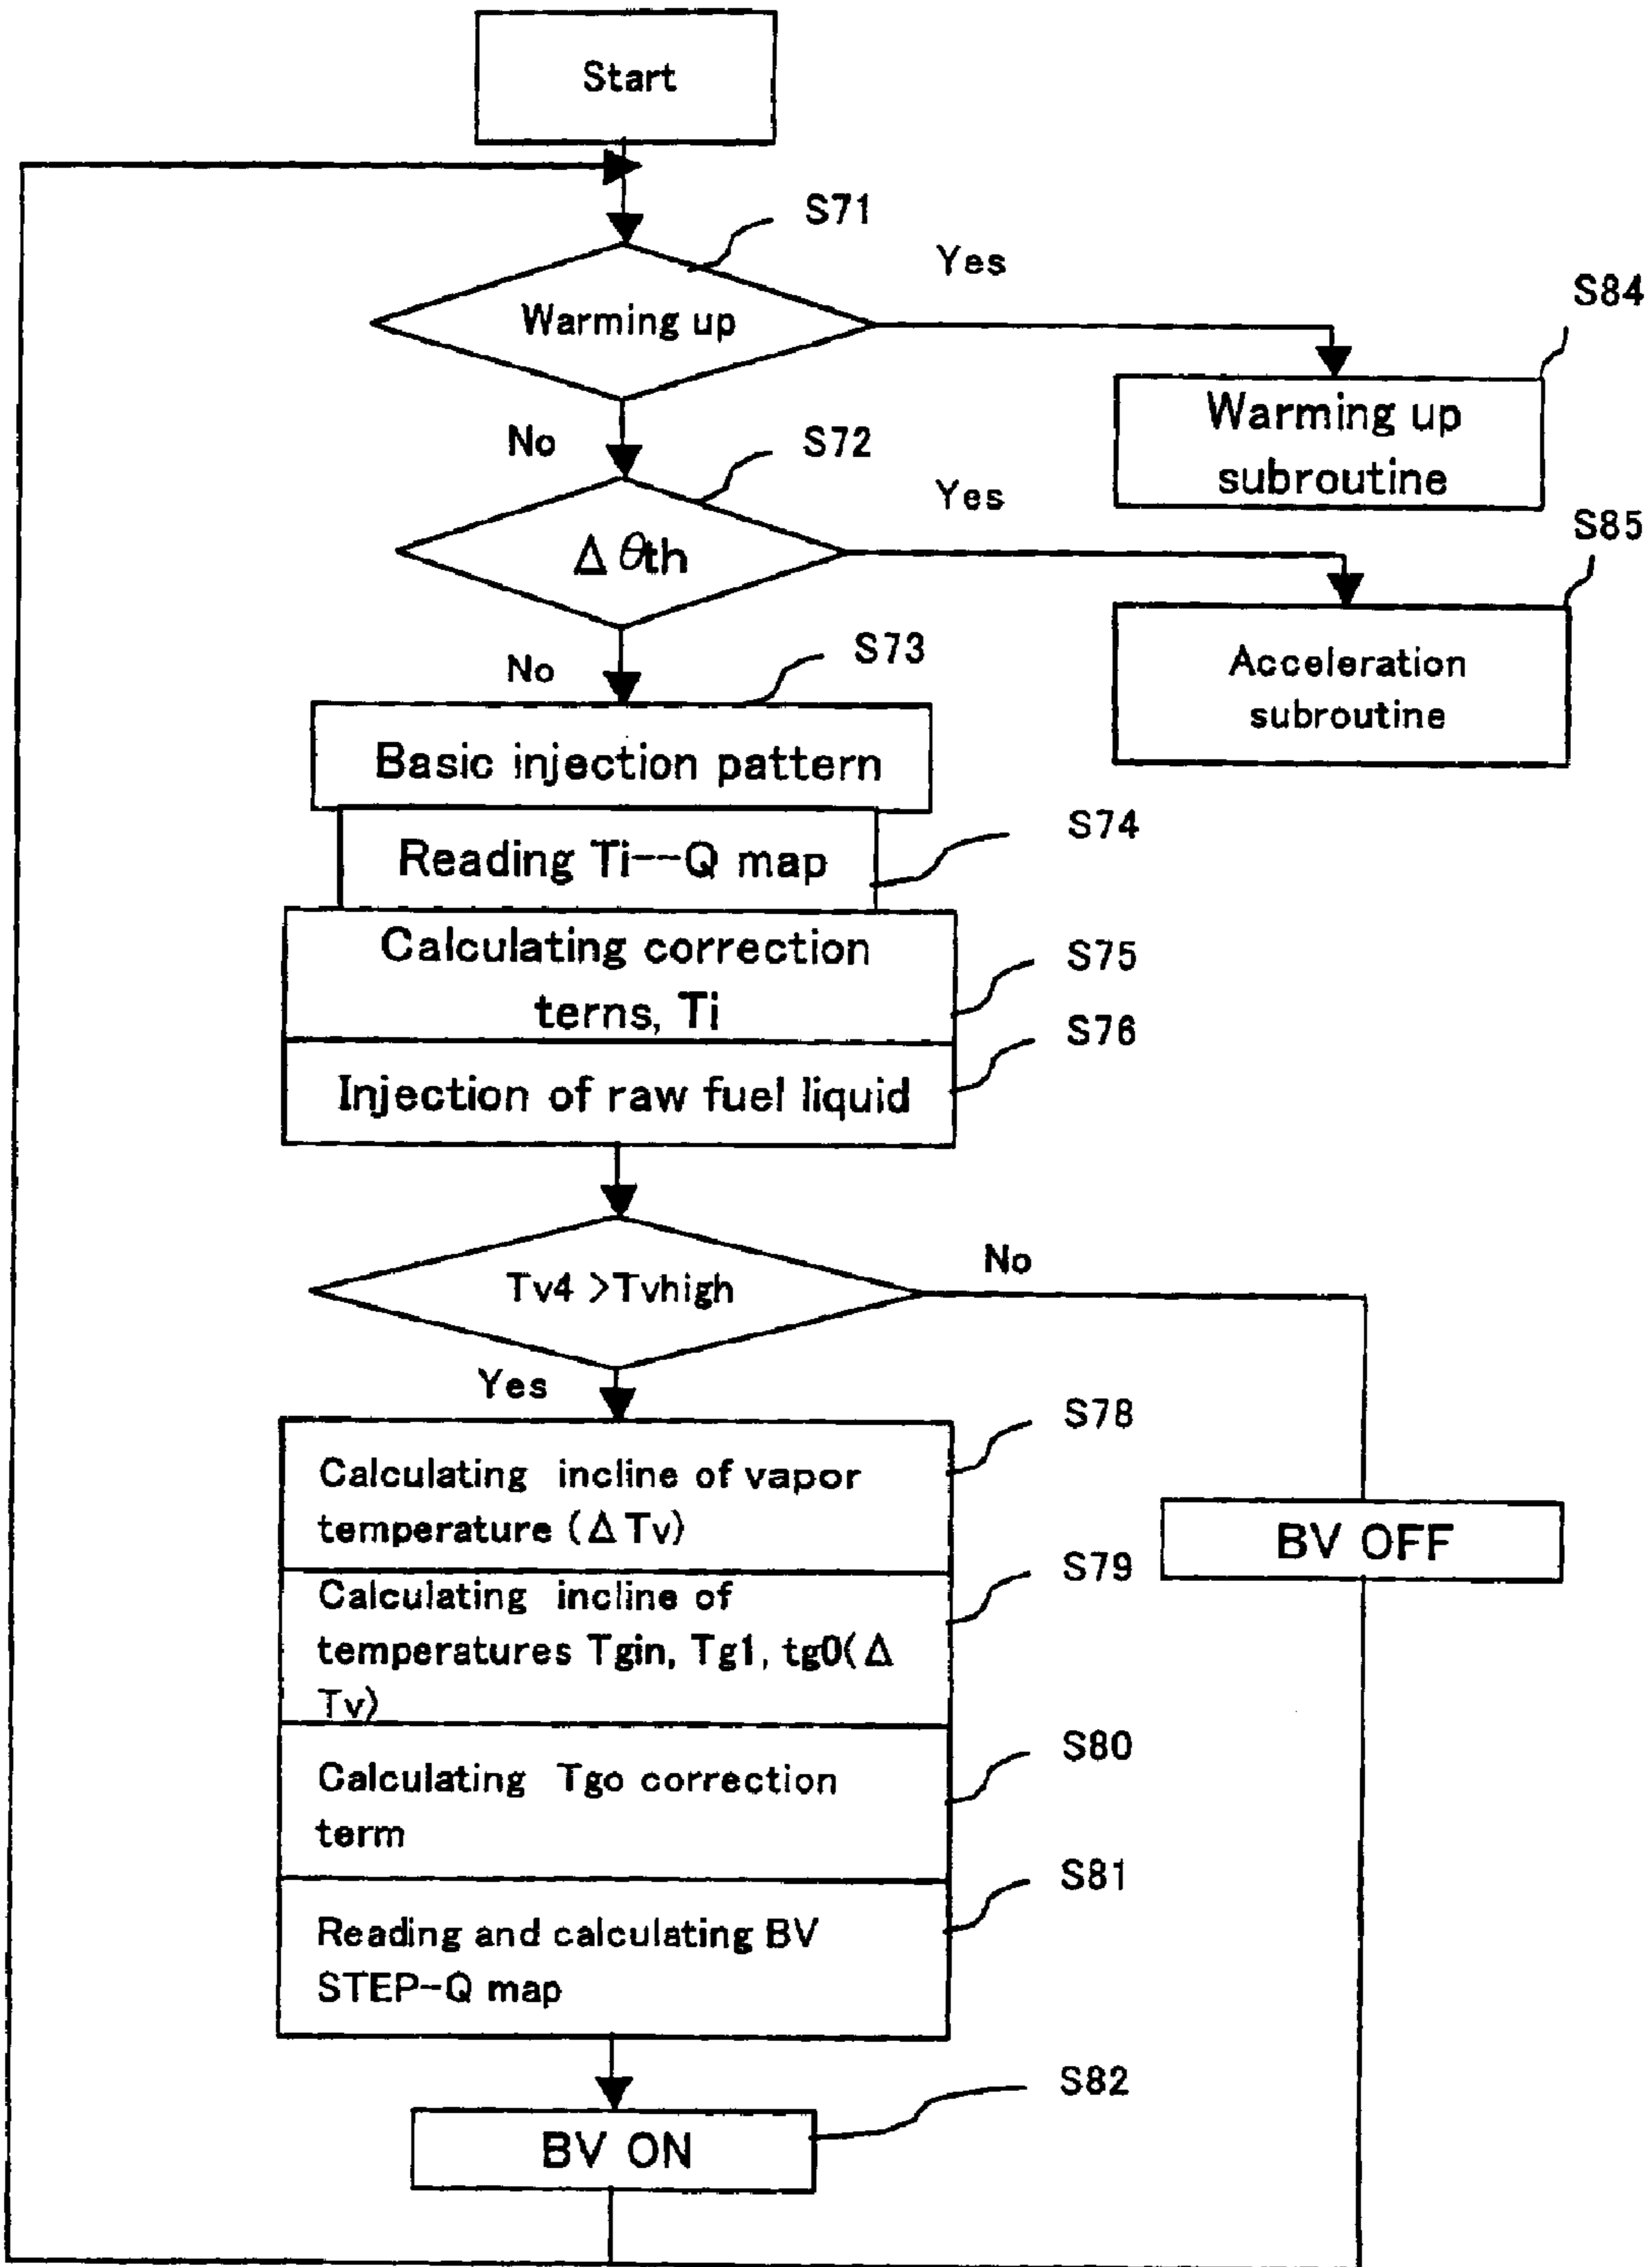 Start
S71
Yes
Warming up
S84
Warming up
subroutine
No
S72
Yes
Δ θth
S85
Acceleration
subroutine
No
S73
Basic injection pattern
S74
Reading Ti--Q map
Calculating correction
terns, Ti
S75
S76
Injection of raw fuel liquid
No
Tv4 >Tvhigh
Yes
S78
Calculating incline of vapor
temperature (Δ Tv)
BV OFF
S79
Calculating incline of
temperatures Tgin, Tg1, tg0(Δ
Tv)
S80
Calculating Tgo correction
term
S81
Reading and calculating BV
STEP-Q map
S82
BV ON